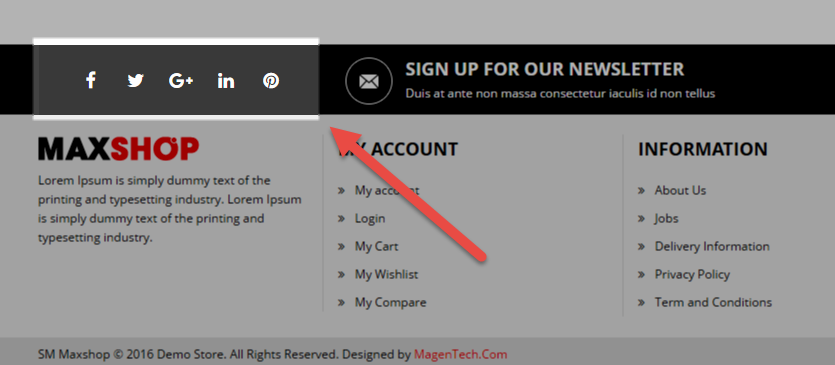 SIGN UP FOR OUR NEWSLETTER
Duis at ante non massa consectetur iaculis id non tellus
MAXSHOP
Lorem Ipsum is simply dummy text of the
printing and typesetting industry. Lorem Ipsum
is simply dummy text of the printing and
typesetting industry.
MY ACCOUNT
» My account
» Login
» My Cart
» My Wishlist
» My Compare
INFORMATION
» About Us
» Jobs
» Delivery Information
» Privacy Policy
» Term and Conditions
SM Maxshop © 2016 Demo Store. All Rights Reserved. Designed by MagenTech.Com